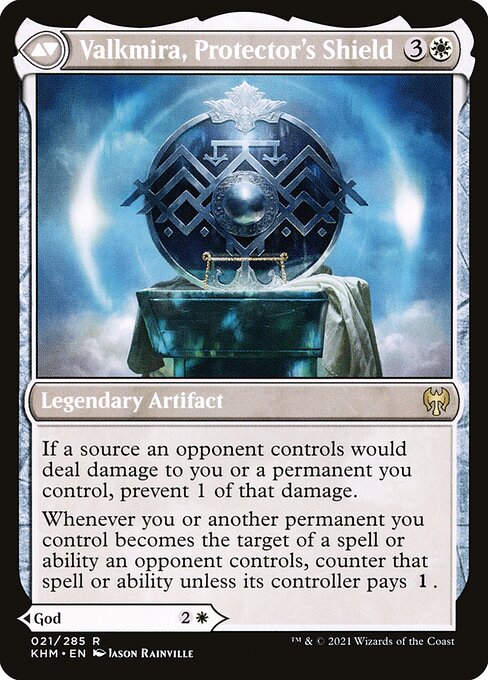 Valkmira, Protector's Shield 3
Legendary Artifact
If a source an opponent controls would
deal damage to you or a permanent you
control, prevent 1 of that damage.
Whenever you or another permanent you
control becomes the target of a spell or
ability an opponent controls, counter that
spell or ability unless its controller pays 1 .
God 2
021/285 R
KHM • EN JASON RAINVILLE
™ & © 2021 Wizards of the Coast